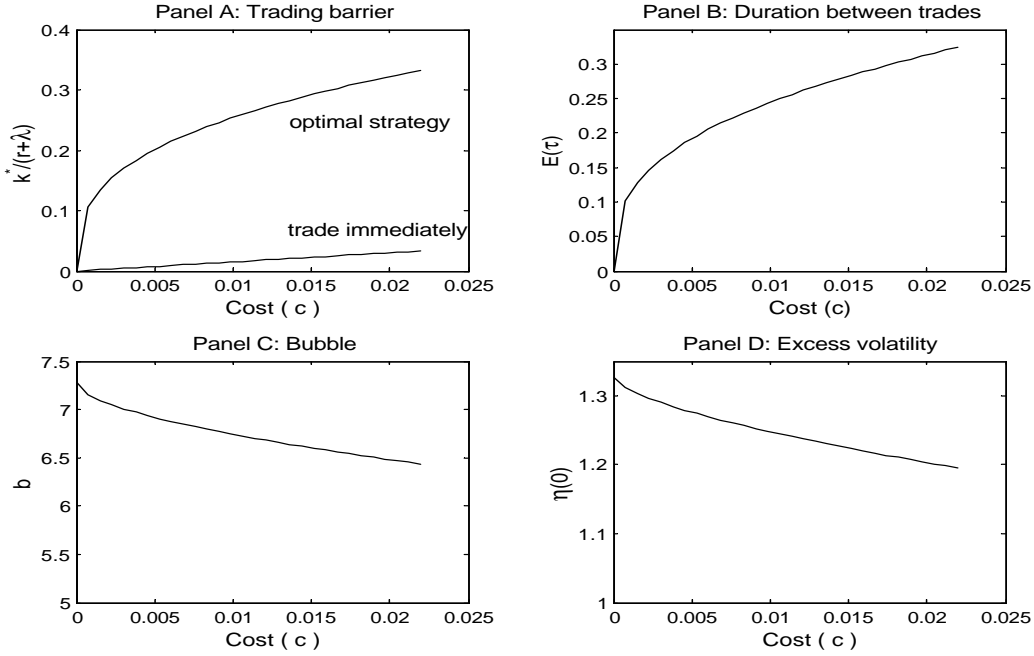 Panel A: Trading barrier
0.4
0.3
0.2
0.1
0
k*/(r+λ)
optimal strategy
trade immediately
0 0.005 0.01 0.015 0.02 0.025
Cost ( c )
Panel B: Duration between trades
0.3
0.25
0.2
0.15
0.1
0.05
0
E(τ)
0 0.005 0.01 0.015 0.02 0.025
Cost (c)
Panel C: Bubble
7.5
7
6.5
6
5.5
5
b
0 0.005 0.01 0.015 0.02 0.025
Cost ( c )
Panel D: Excess volatility
1.3
1.2
1.1
1
η(0)
0 0.005 0.01 0.015 0.02 0.025
Cost ( c )